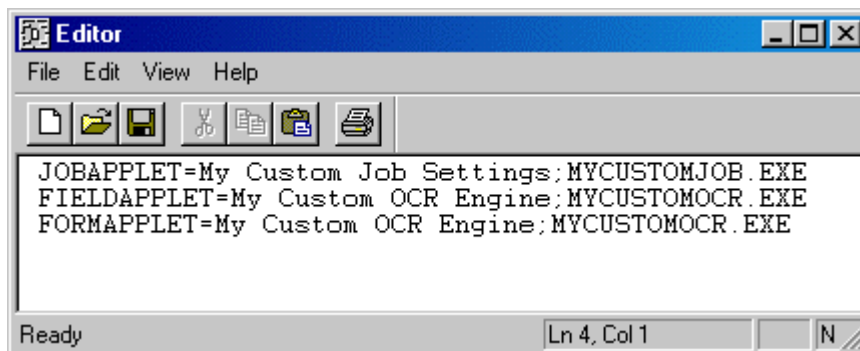 Editor
File Edit View Help
JOBAPPLET=My Custom Job Settings;MYCUSTOMJOB.EXE
FIELDAPPLET=My Custom OCR Engine;MYCUSTOMOCR.EXE
FORMAPPLET=My Custom OCR Engine;MYCUSTOMOCR.EXE
Ready Ln 4, Col 1 N